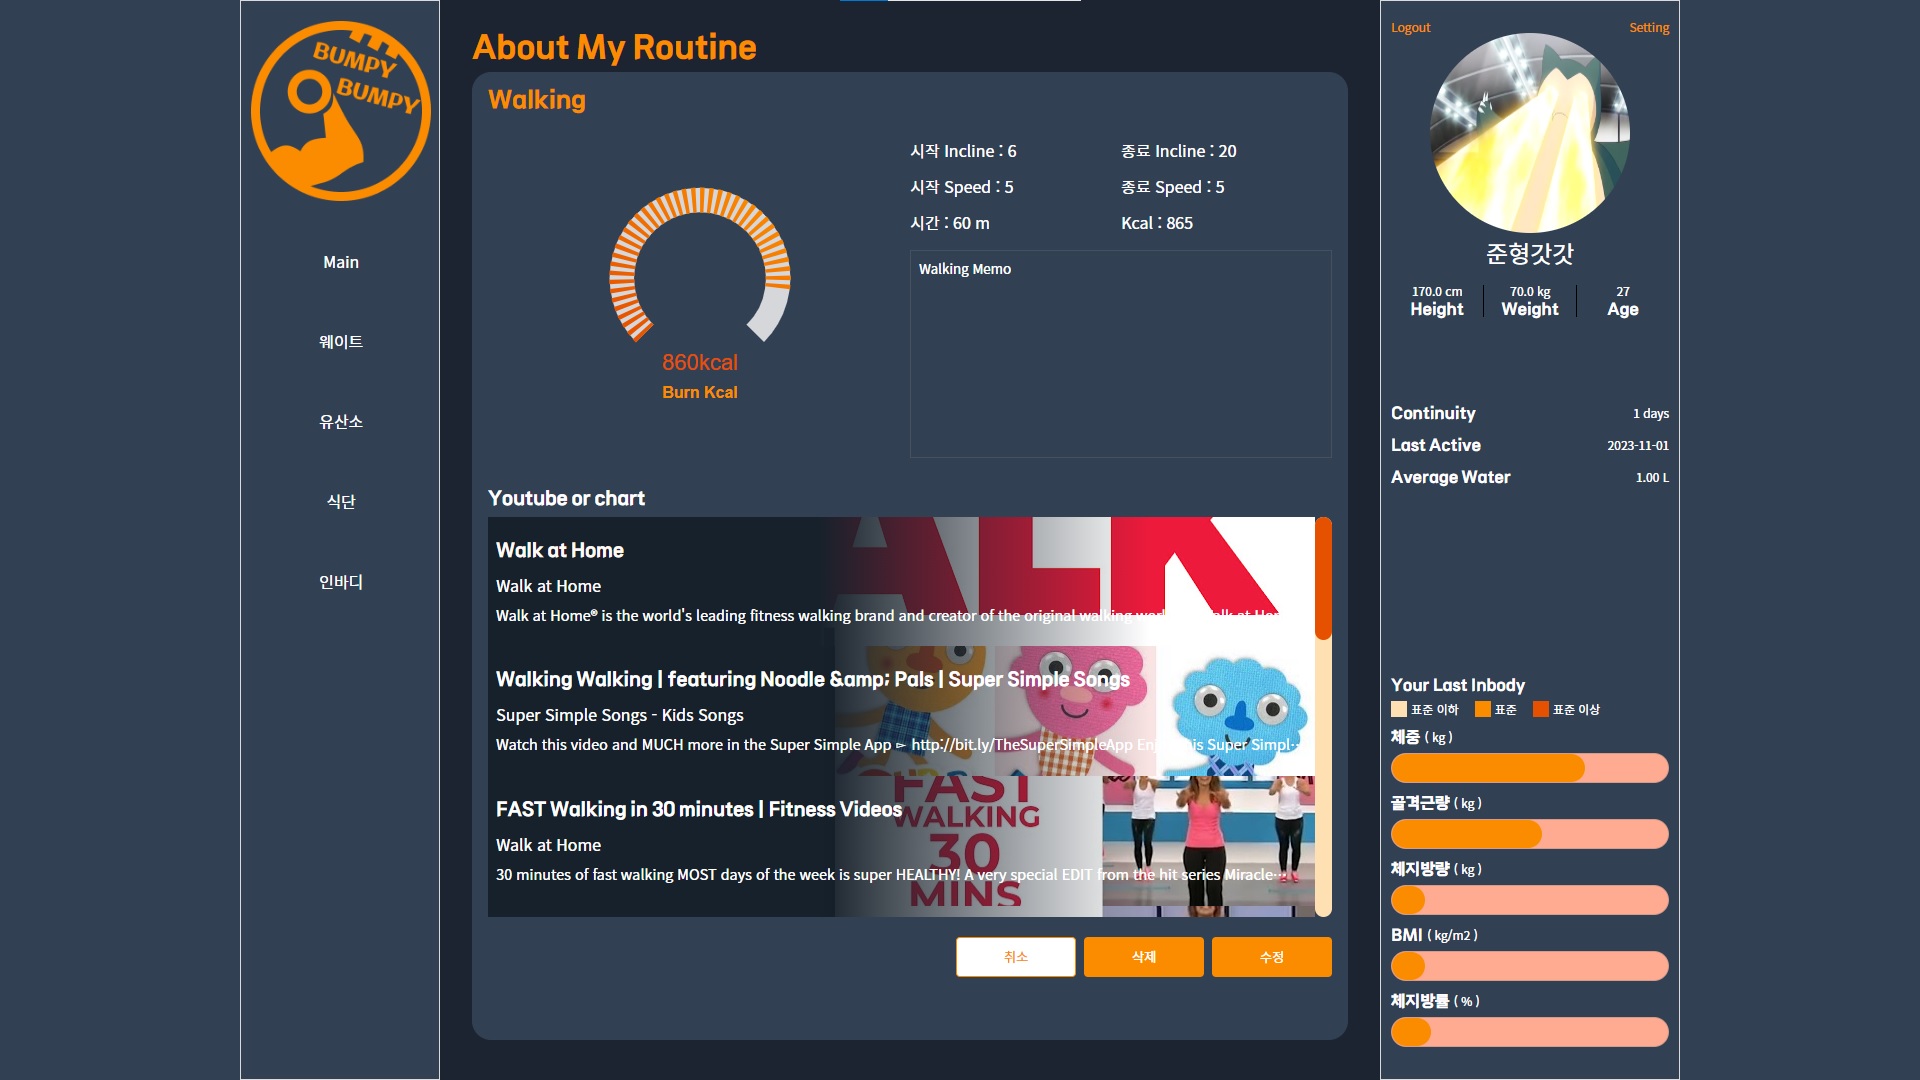 BUMPY
BUMPY
Main
웨이트
유산소
식단
인바디
About My Routine
Walking
860kcal
Burn Kcal
시작 Incline : 6
종료 Incline : 20
시작 Speed : 5
종료 Speed : 5
시간 : 60 m
Kcal : 865
Walking Memo
Youtube or chart
Walk at Home
Walk at Home
Walk at Home® is the world's leading fitness walking brand and creator of the original walking
Walking Walking | featuring Noodle &amp; Pals | Super Simple Songs
Super Simple Songs - Kids Songs
Watch this video and MUCH more in the Super Simple App ► http://bit.ly/TheSuperSimpleApp Super Simpl…
FAST Walking in 30 minutes | Fitness Videos
Walk at Home
30 minutes of fast walking MOST days of the week is super HEALTHY! A very special EDIT from the hit series Miracle…
FAST
WALKING
30
MINS
취소
삭제
수정
Logout
Setting
준형갓갓
170.0 cm
Height
70.0 kg
Weight
27
Age
Continuity
1 days
Last Active
2023-11-01
Average Water
1.00 L
Your Last Inbody
표준 이하
표준
표준 이상
체중 ( kg )
골격근량 ( kg )
체지방량 ( kg )
BMI ( kg/m2 )
체지방률 ( % )